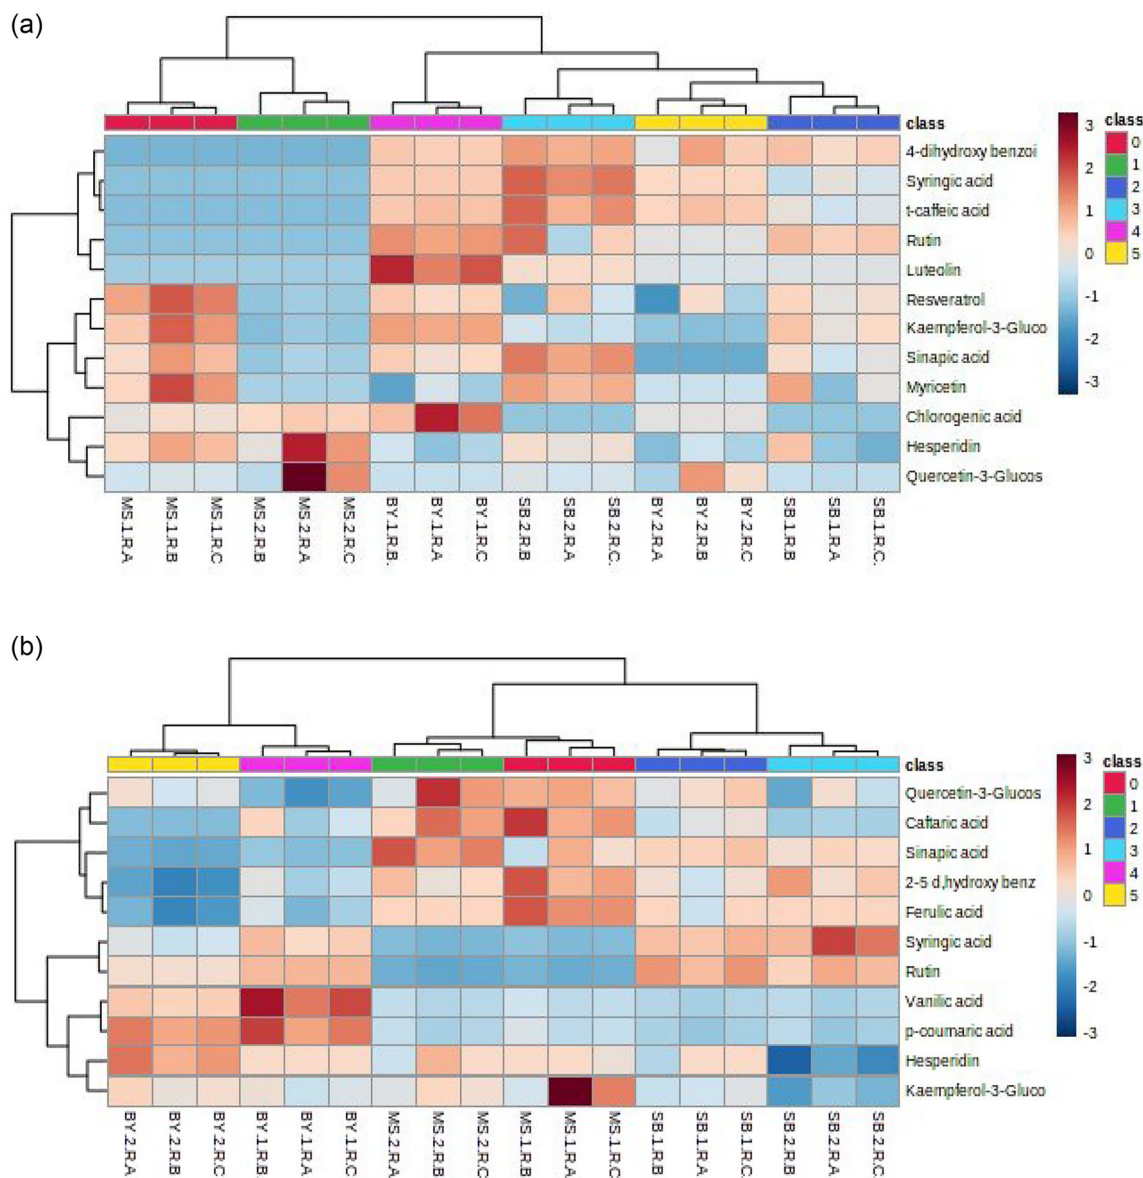 (a)
class
4-dihydroxy benzoi
Syringic acid
t-caffeic acid
Rutin
Luteolin
Resveratrol
Kaempferol-3-Gluco
Sinapic acid
Myricetin
Chlorogenic acid
Hesperidin
Quercetin-3-Glucos
3
2
1
0
-1
-2
-3
class
0
1
2
3
4
5
MS.1.R.A
MS.1.R.B
MS.1.R.C
MS.2.R.B
MS.2.R.A
MS.2.R.C
BY.1.R.B.
BY.1.R.A
BY.1.R.C
SB.2.R.B
SB.2.R.A
SB.2.R.C.
BY.2.R.A
BY.2.R.B
BY.2.R.C
SB.1.R.B
SB.1.R.A
SB.1.R.C.
(b)
class
Quercetin-3-Glucos
Caftaric acid
Sinapic acid
2-5 d,hydroxy benz
Ferulic acid
Syringic acid
Rutin
Vanilic acid
p-coumaric acid
Hesperidin
Kaempferol-3-Gluco
3
2
1
0
-1
-2
-3
class
0
1
2
3
4
5
BY.2.R.A
BY.2.R.B
BY.2.R.C
BY.1.R.B.
BY.1.R.A
BY.1.R.C
MS.2.R.A
MS.2.R.B
MS.2.R.C
MS.1.R.B
MS.1.R.A
MS.1.R.C
SB.1.R.B
SB.1.R.A
SB.1.R.C.
SB.2.R.B
SB.2.R.A
SB.2.R.C.